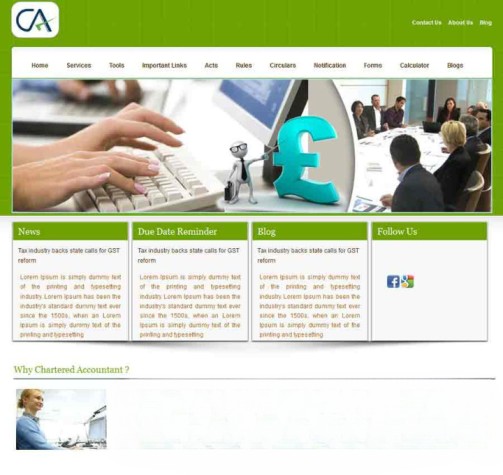 CA
Contact Us About Us Blog
Home Services Tools Important Links Acts Rules Circulars Notification Forms Calculator Blogs
£
News
Tax industry backs state calls for GST
reform
Lorem Ipsum is simply dummy text
of the printing and typesetting
industry. Lorem Ipsum has been the
industry's standard dummy text ever
since the 1500s, when an Lorem
Ipsum is simply dummy text of the
printing and typesetting
Due Date Reminder
Tax industry backs state calls for GST
reform
Lorem Ipsum is simply dummy text
of the printing and typesetting
industry. Lorem Ipsum has been the
industry's standard dummy text ever
since the 1500s, when an Lorem
Ipsum is simply dummy text of the
printing and typesetting
Blog
Tax industry backs state calls for GST
reform
Lorem Ipsum is simply dummy text
of the printing and typesetting
industry. Lorem Ipsum has been the
industry's standard dummy text ever
since the 1500s, when an Lorem
Ipsum is simply dummy text of the
printing and typesetting
Follow Us
f g
Why Chartered Accountant ?